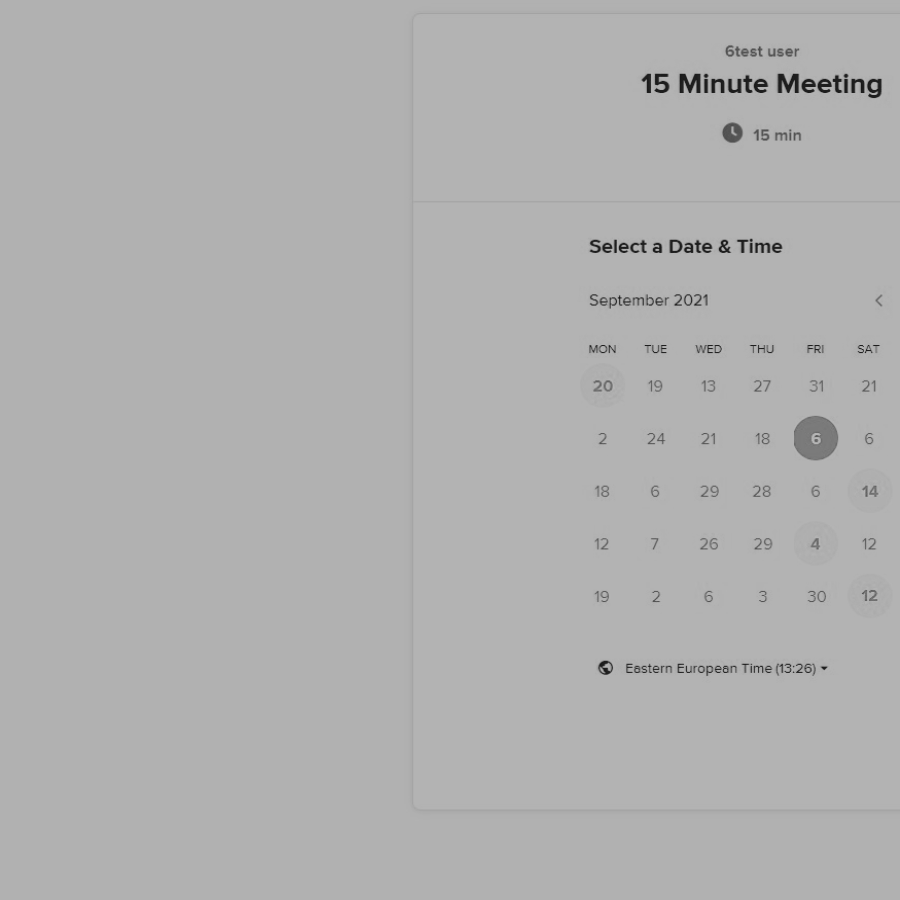 6test user
15 Minute Meeting
15 min
Select a Date & Time
September 2021
MON TUE WED THU FRI SAT
20 19 13 27 31 21
2 24 21 18 6 6
18 6 29 28 6 14
12 7 26 29 4 12
19 2 6 3 30 12
Eastern European Time (13:26)